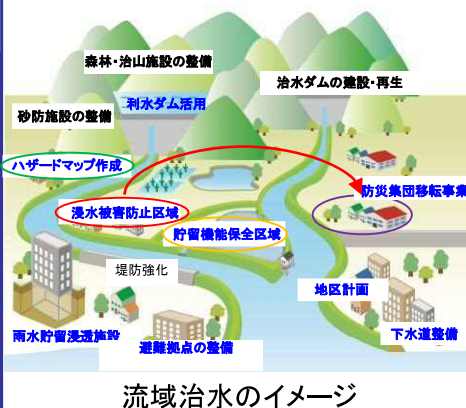 森林・治山施設の整備
治水ダムの建設・再生
利水ダム活用
砂防施設の整備
ハザードマップ作成
防災集団移転事業
浸水被害防止区域
貯留機能保全区域
堤防強化
地区計画
雨水貯留浸透施設
下水道整備
避難拠点の整備
流域治水のイメージ